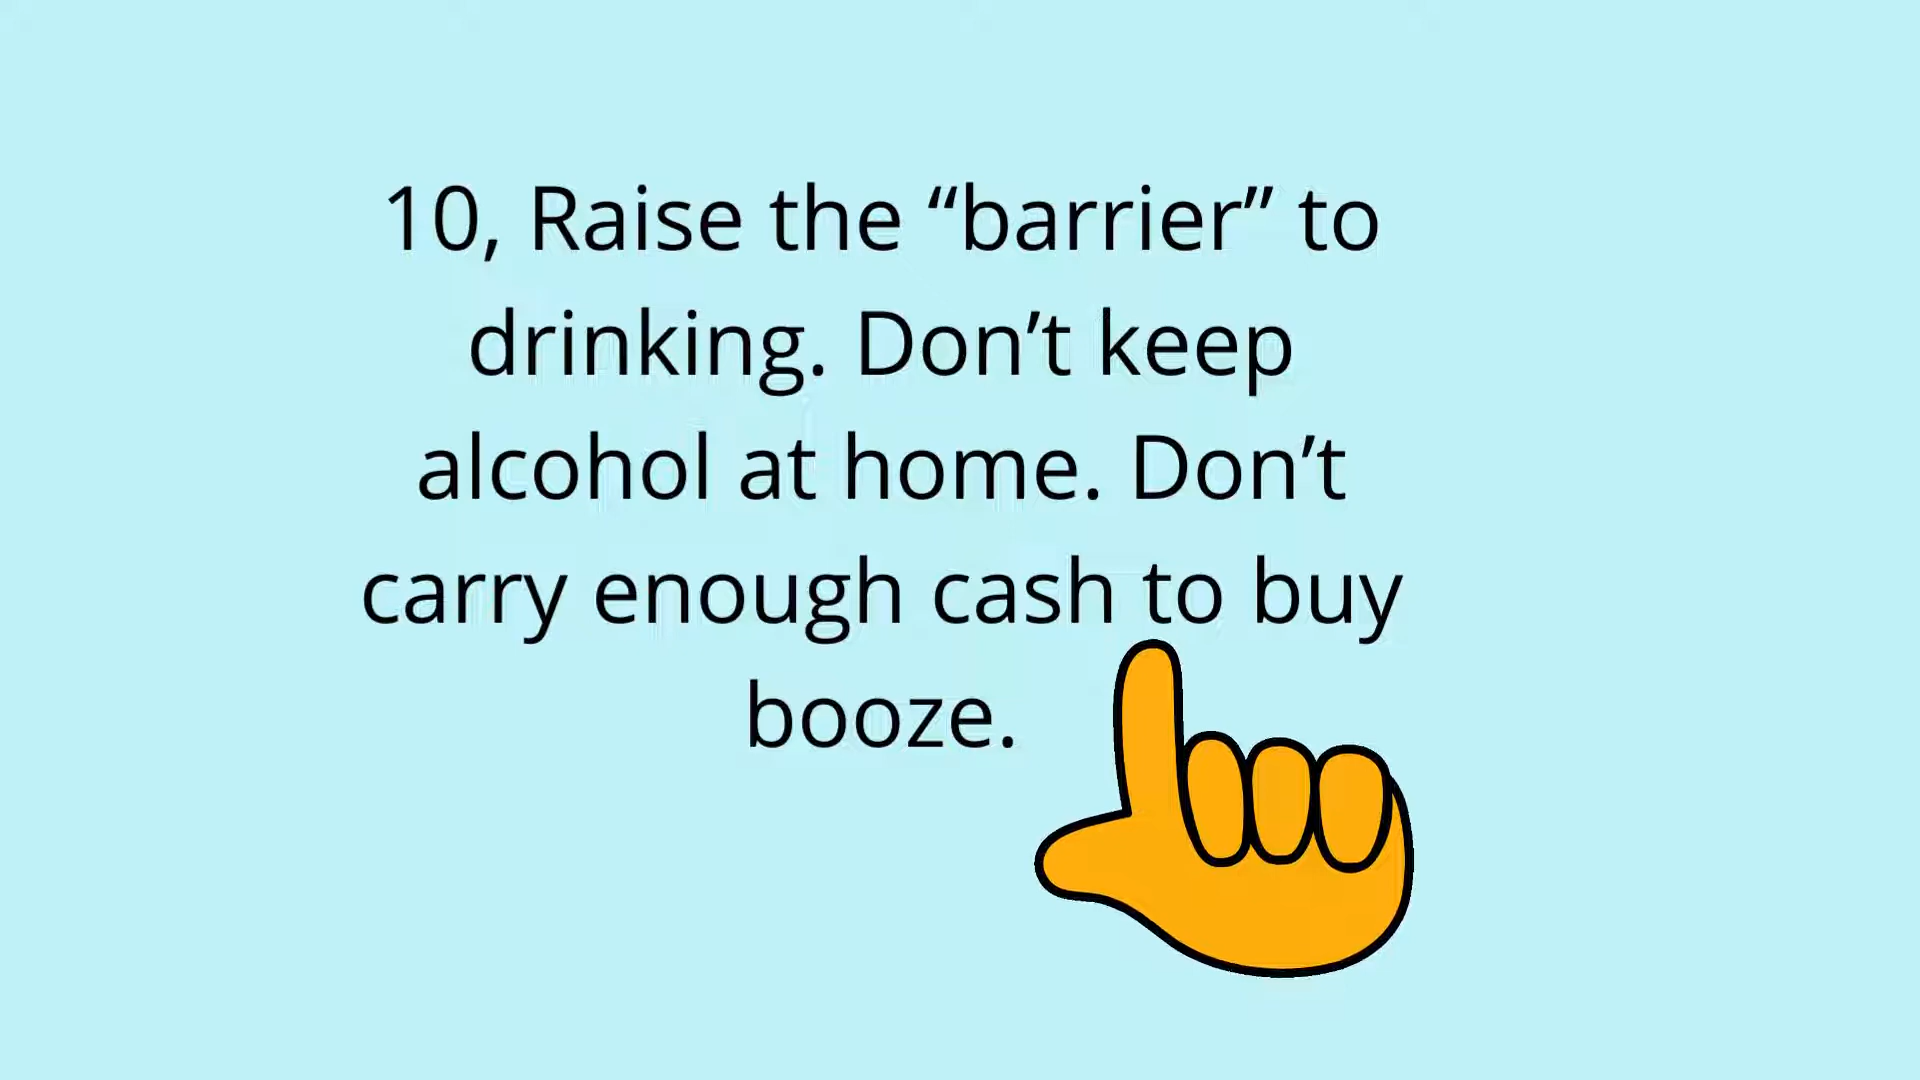 10, Raise the “barrier” to
drinking. Don’t keep
alcohol at home. Don’t
carry enough cash to buy
booze.